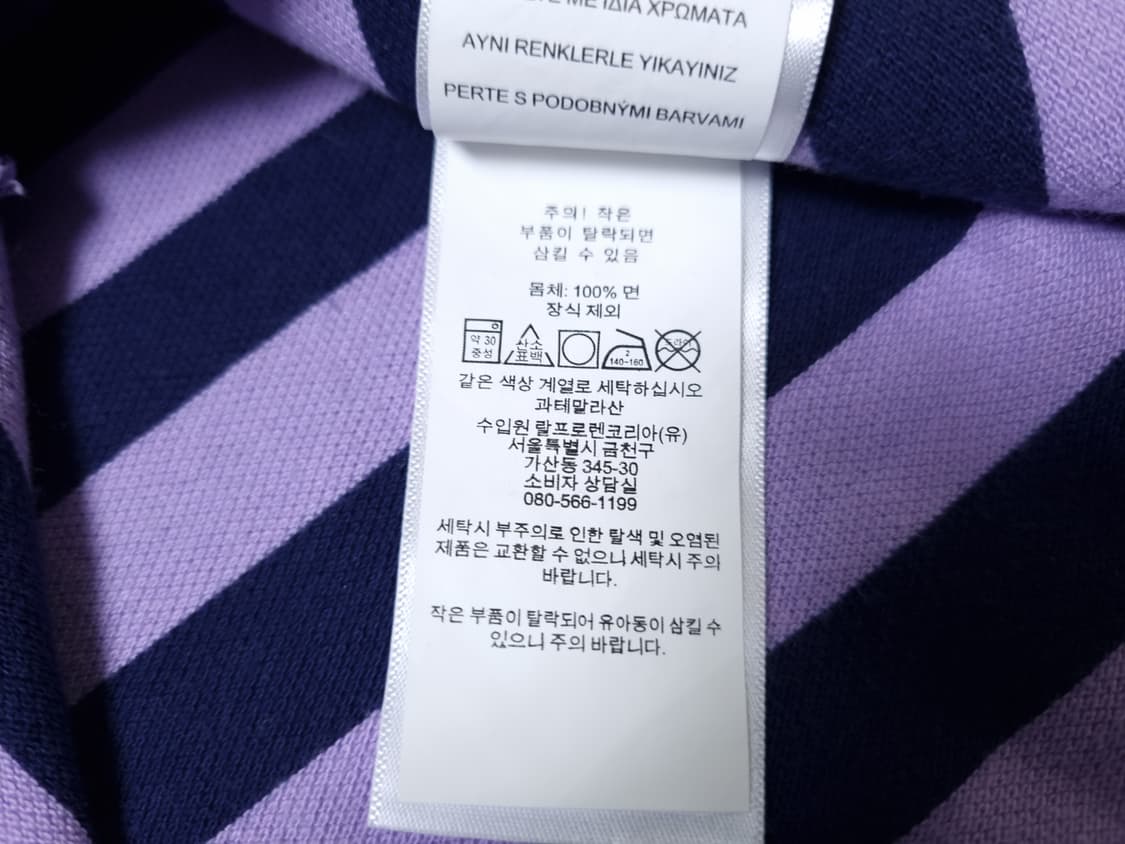 ΜΕ ΙΔΙΑ ΧΡΩΜΑΤΑ
AYNI RENKLERLE YIKAYINIZ
PERTE S PODOBNÝMI BARVAMI
주의! 작은
부품이 탈락되면
삼킬 수 있음
몸체: 100% 면
장식 제외
약 30
중성
산소
표백
2
140~160
드라이
같은 색상 계열로 세탁하십시오
과테말라산
수입원 랄프로렌코리아(유)
서울특별시 금천구
가산동 345-30
소비자 상담실
080-566-1199
세탁시 부주의로 인한 탈색 및 오염된
제품은 교환할 수 없으니 세탁시 주의
바랍니다.
작은 부품이 탈락되어 유아동이 삼킬 수
있으니 주의 바랍니다.